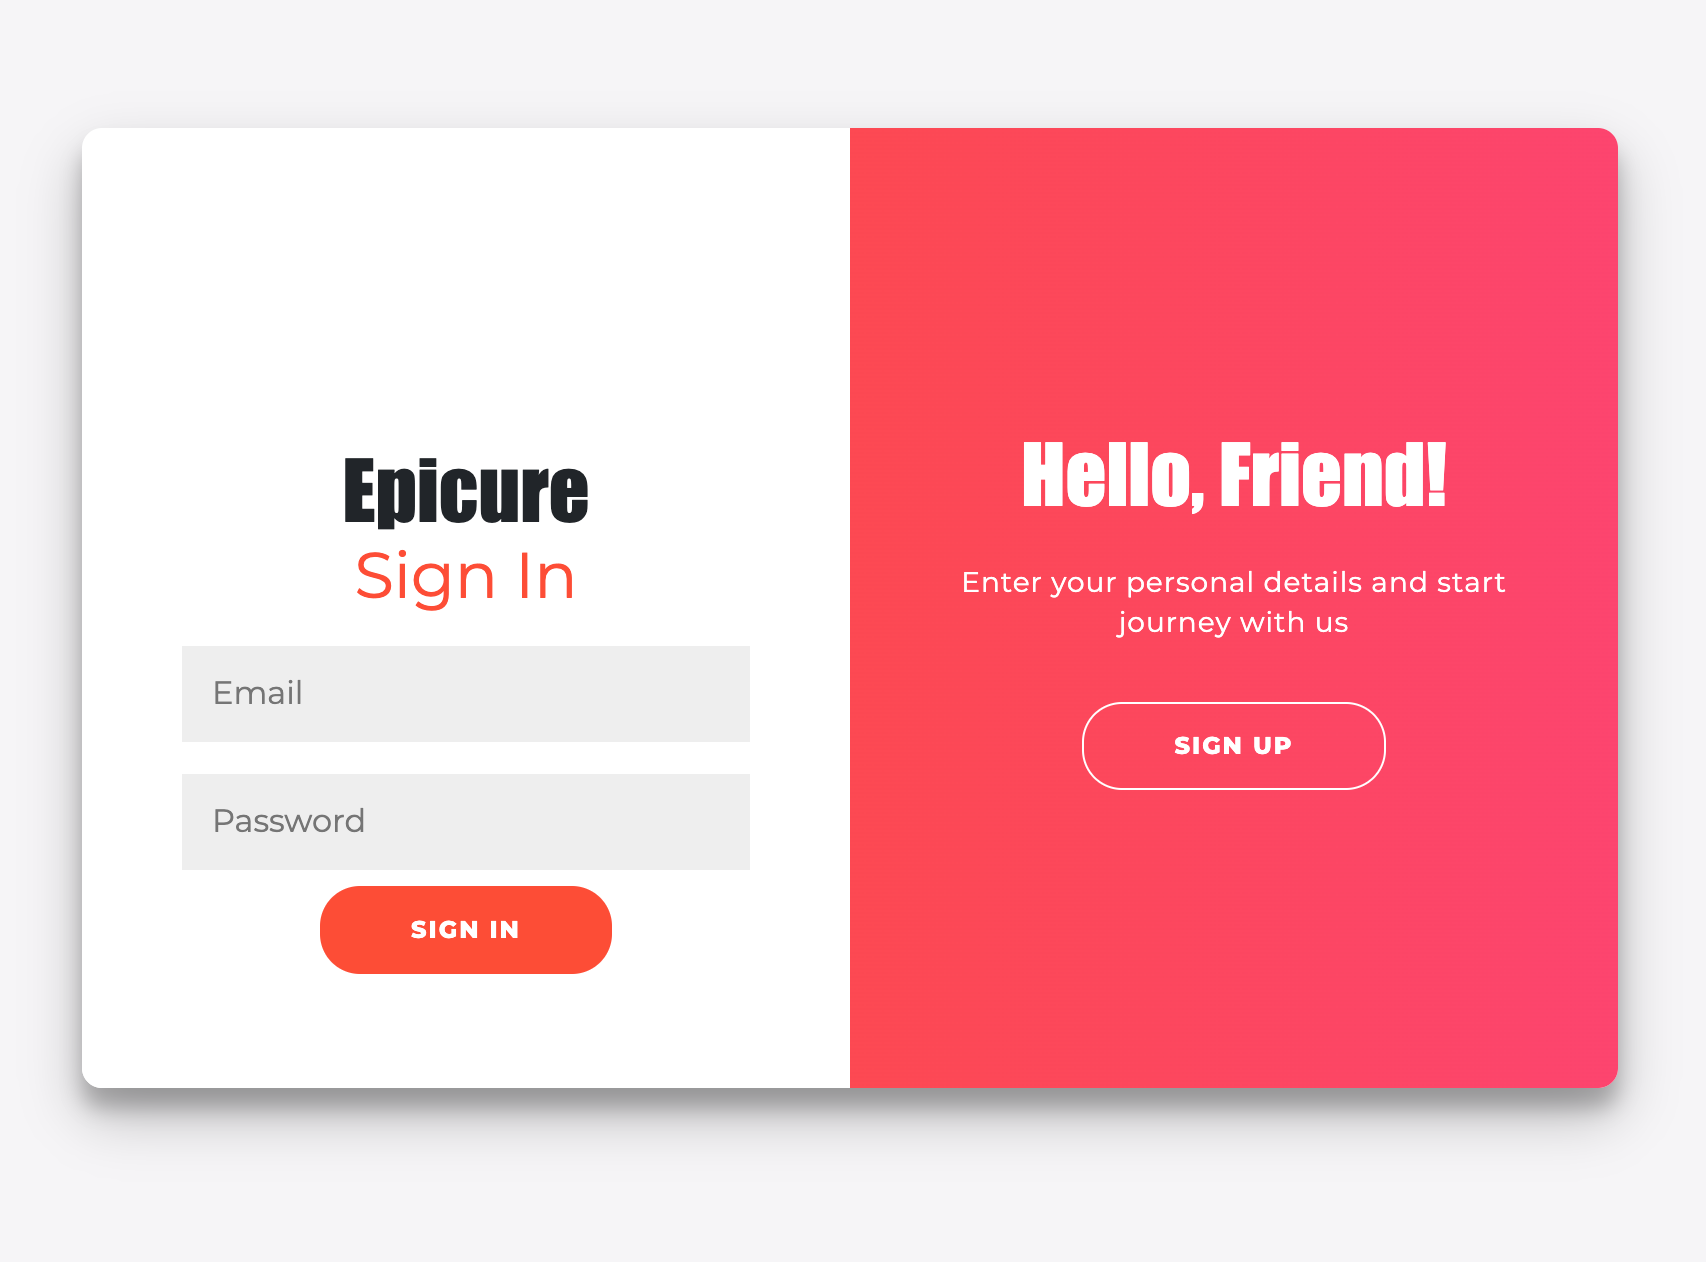 Epicure
Sign In
Email
Password
SIGN IN
Hello, Friend!
Enter your personal details and start
journey with us
SIGN UP